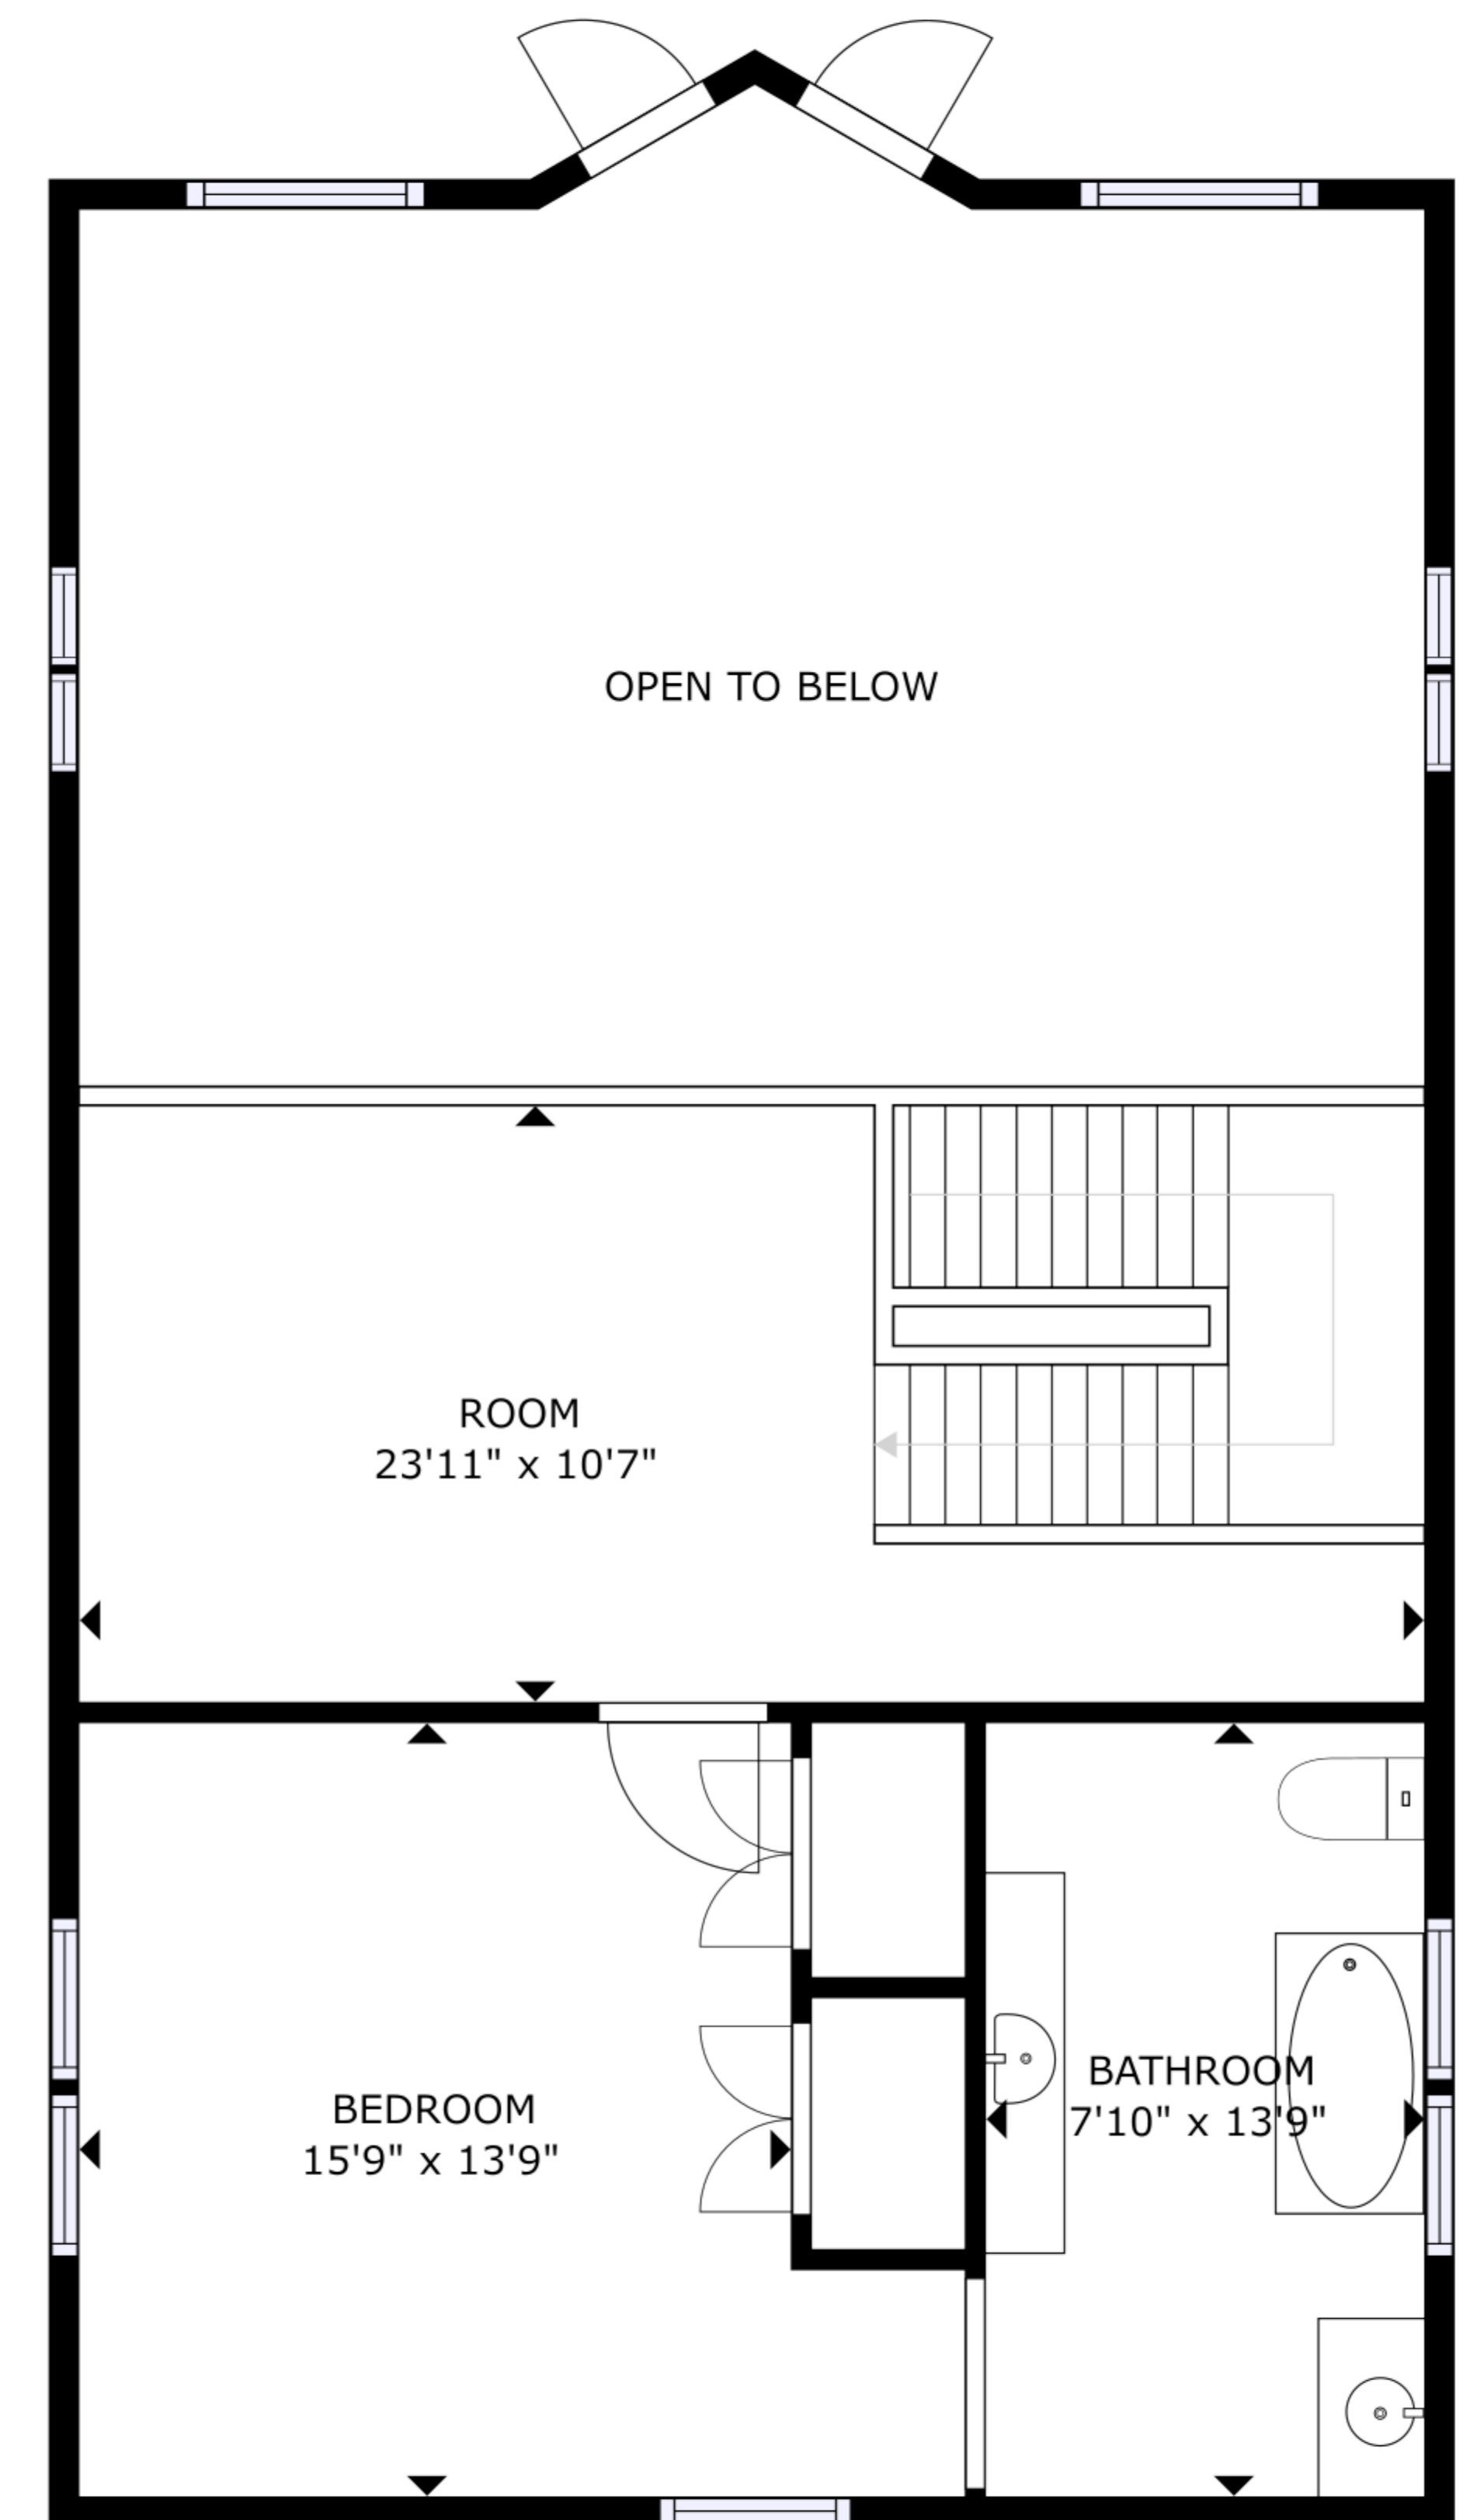 OPEN TO BELOW
ROOM
23'11" x 10'7"
BEDROOM
15'9" x 13'9"
BATHROOM
7'10" x 13'9"